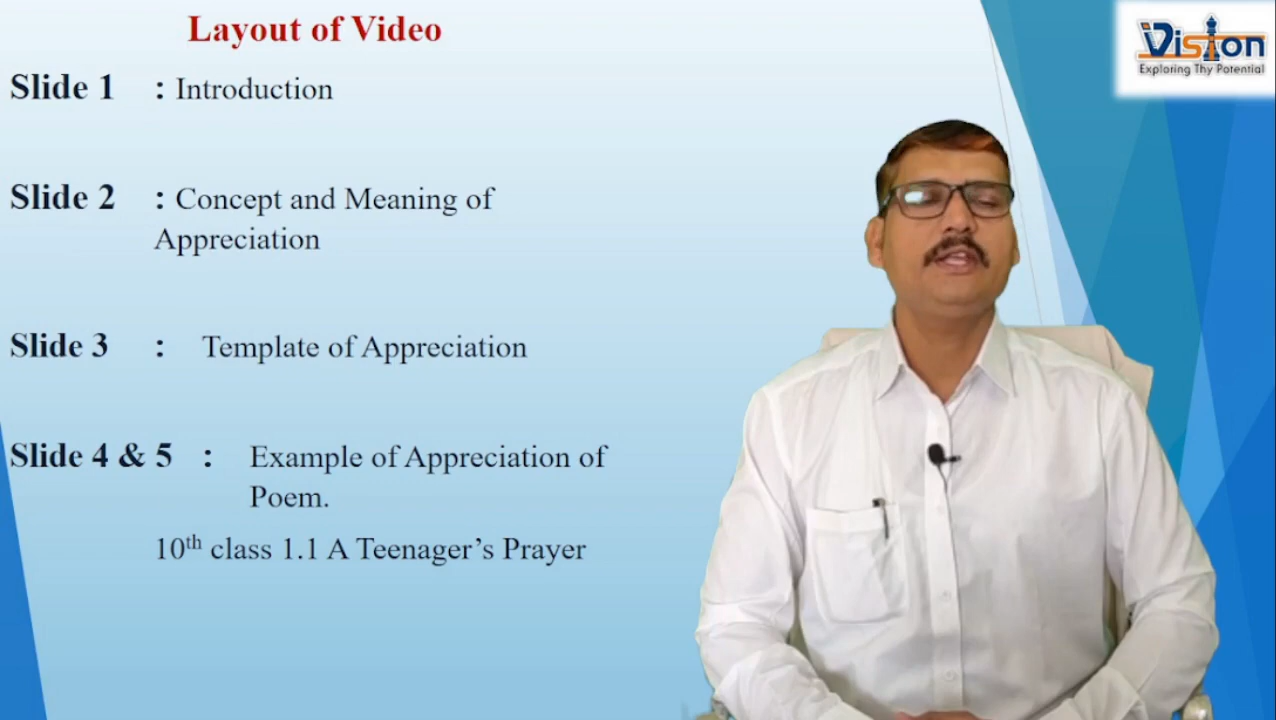 Layout of Video
Slide 1 : Introduction
Slide 2 : Concept and Meaning of
Appreciation
Slide 3 : Template of Appreciation
Slide 4 & 5 : Example of Appreciation of
Poem.
10th class 1.1 A Teenager's Prayer
Vision
Exploring Thy Potential